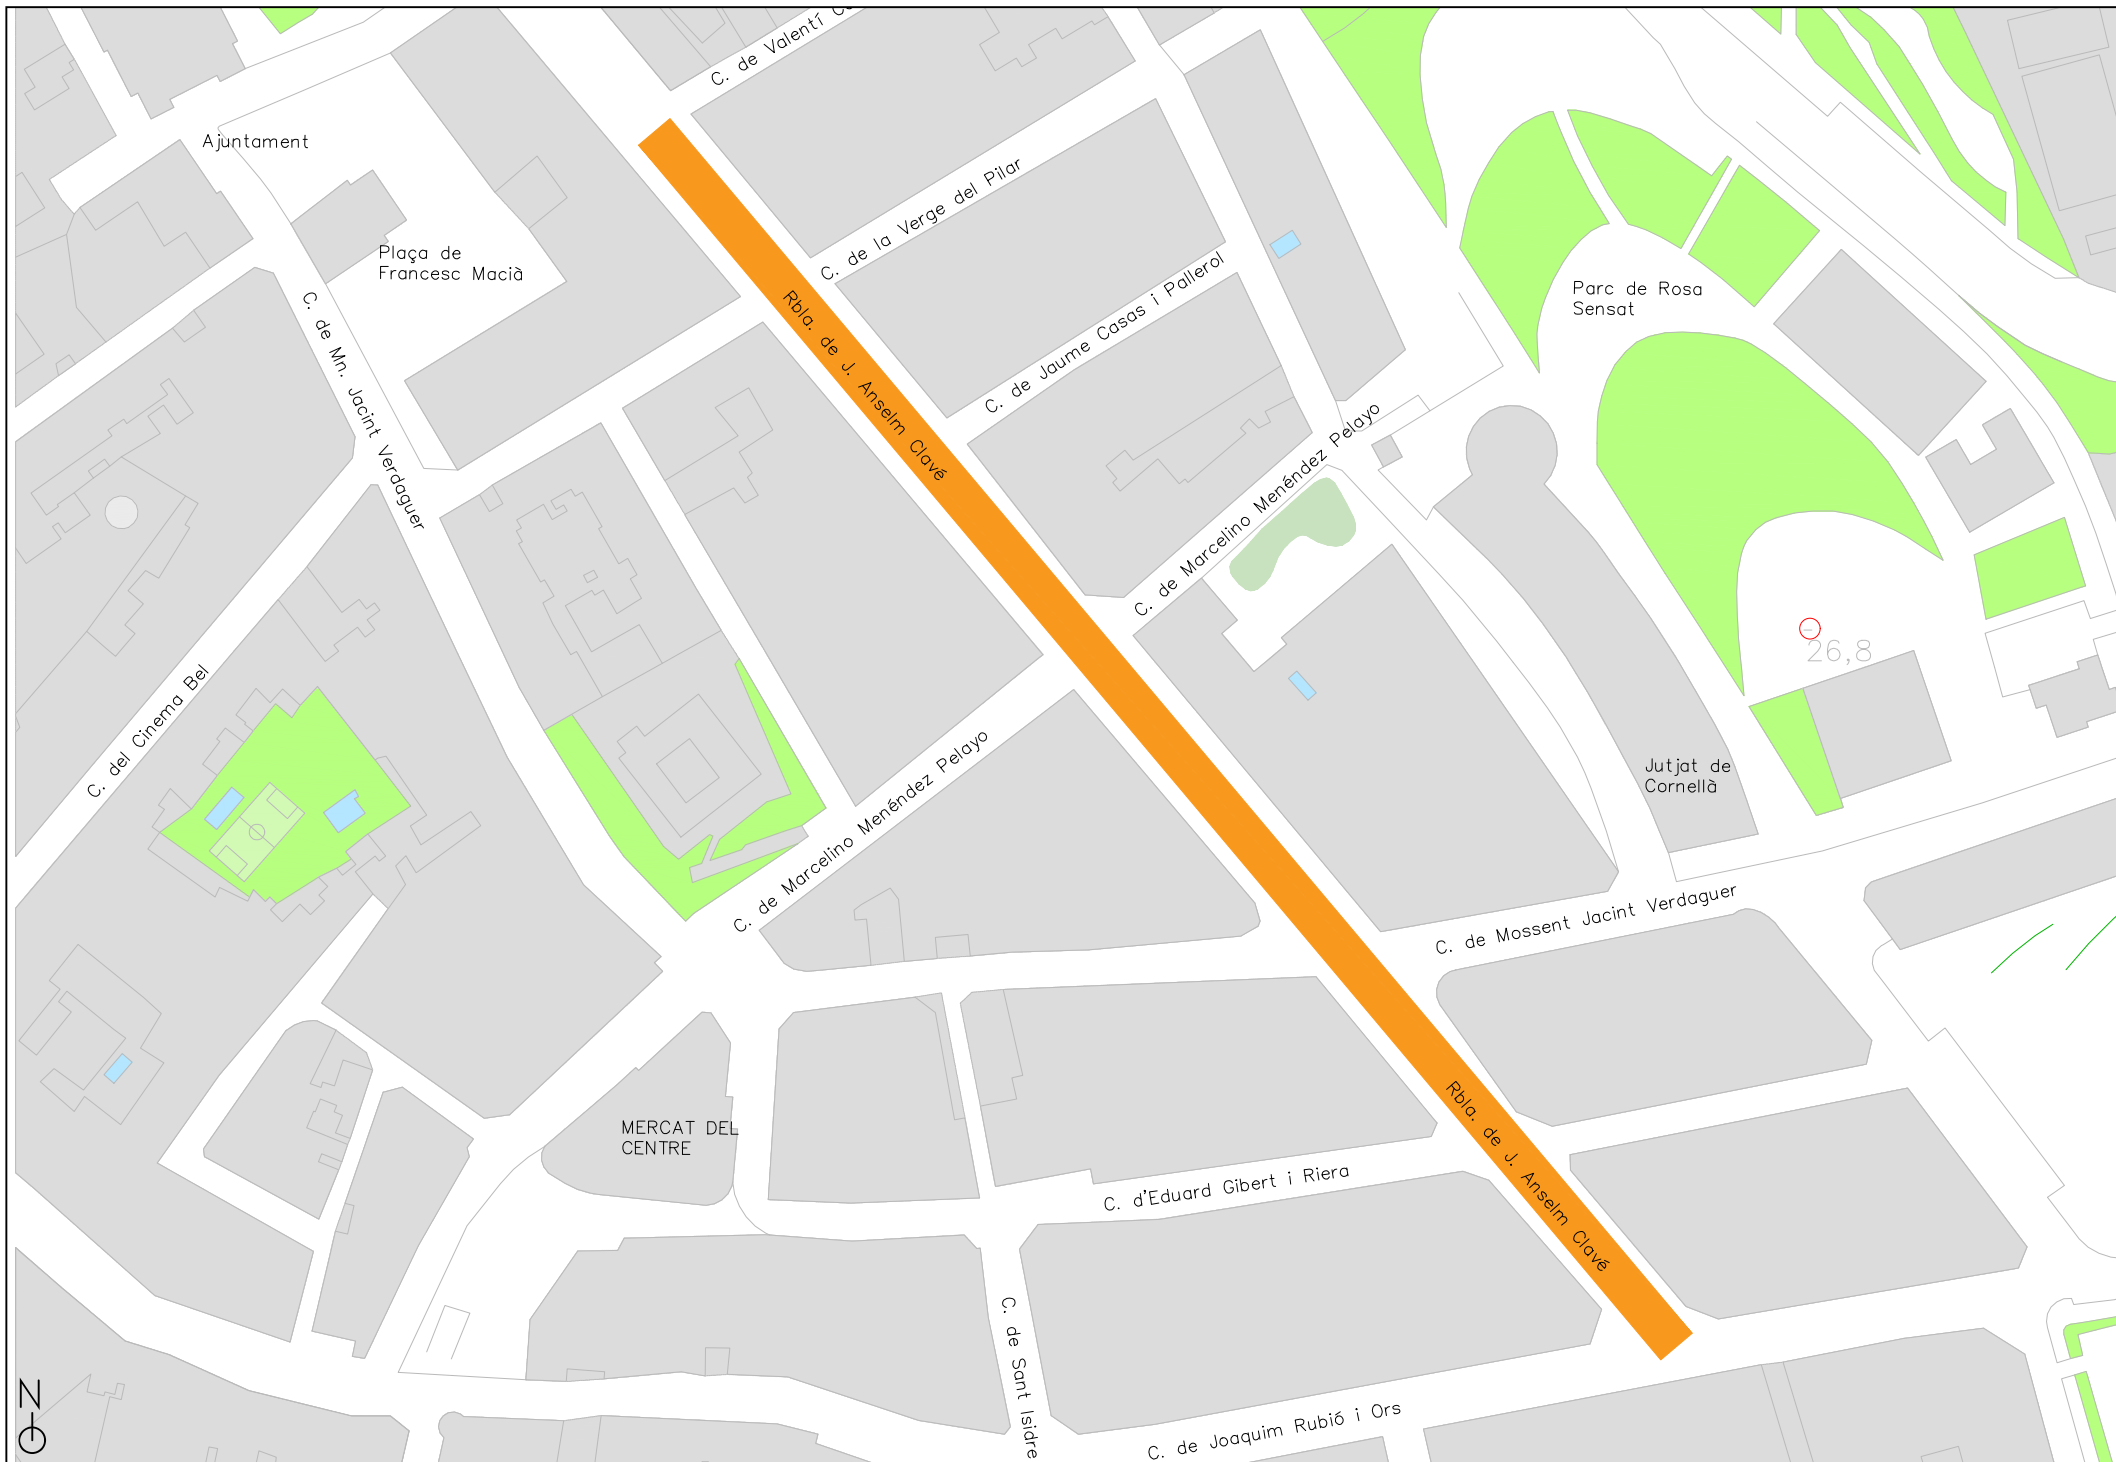 C. de Valentí
Ajuntament
C. de la Verge del Pilar
Plaça de
Francesc Macià
C. de Jaume Casas i Pallerol
Parc de Rosa
Sensat
C. de Mn. Jacint Verdaguer
Rbla. de J. Anselm Clavé
C. de Marcelino Menéndez Pelayo
26,8
C. del Cinema Bel
C. de Marcelino Menéndez Pelayo
Jutjat de
Cornellà
C. de Mossent Jacint Verdaguer
MERCAT DEL
CENTRE
Rbla. de J. Anselm Clavé
C. d'Eduard Gibert i Riera
C. de Sant Isidre
C. de Joaquim Rubió i Ors
N